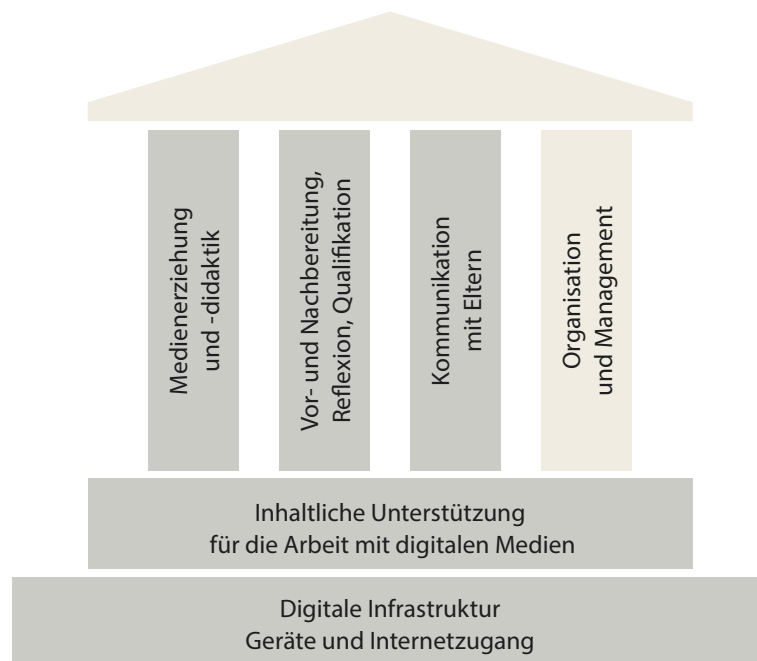 Medienerziehung
und -didaktik
Vor- und Nachbereitung,
Reflexion, Qualifikation
Kommunikation
mit Eltern
Organisation
und Management
Inhaltliche Unterstützung
für die Arbeit mit digitalen Medien
Digitale Infrastruktur
Geräte und Internetzugang